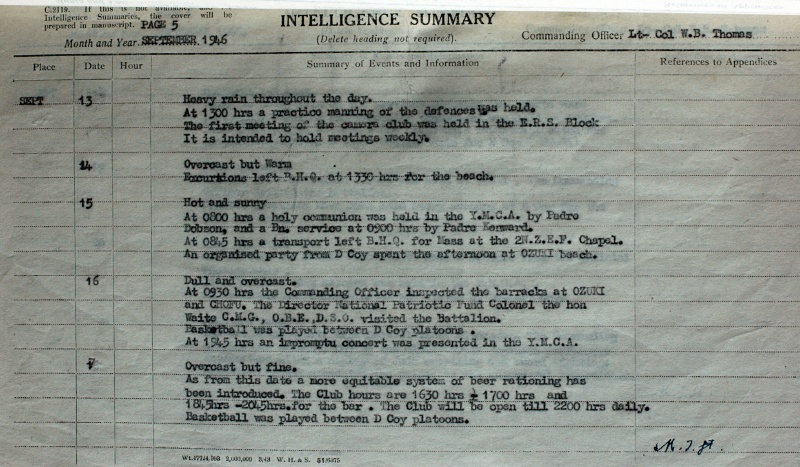 C.2119. If this is not available,
Intelligence Summaries, the cover will be
prepared in manuscript. PAGE 5
INTELLIGENCE SUMMARY
(Delete heading not required).
Month and Year SEPTEMBER 1946
Commanding Officer Lt- Col W.B. Thomas
Place Date Hour Summary of Events and Information References to Appendices
SEPT 13 Heavy rain throughout the day.
At 1300 hrs a practice manning of the defences was held.
The first meeting of the camera club was held in the E.R.S. Block
It is intended to hold meetings weekly.
14 Overcast but Warm
Excurtions left B.H.Q. at 1330 hrs for the beach.
15 Hot and sunny
At 0800 hrs a holy communion was held in the Y.M.C.A. by Padre
Dobson, and a Bn. service at 0900 hrs by Padre Kenward.
At 0845 hrs a transport left B.H.Q. for Mass at the 2N.Z.E.F. Chapel.
An organised party from D Coy spent the afternoon at OZUKI beach.
16 Dull and overcast.
At 0930 hrs the Commanding Officer inspected the barracks at OZUKI
and CHOFU. The Director National Patriotic Fund Colonel the hon
Waite C.M.G., O.B.E.,D.S.O. visited the Battalion.
Basketball was played between D Coy platoons .
At 1945 hrs an impromptu concert was presented in the Y.M.C.A.
Overcast but fine.
As from this date a more equitable system of beer rationing has
been introduced. The Club hours are 1630 hrs - 1700 hrs and
1845hrs -2045hrs.for the bar . The Club will be open till 2200 hrs daily.
Basketball was played between D Coy platoons.
2,000,000 W. H. & S.